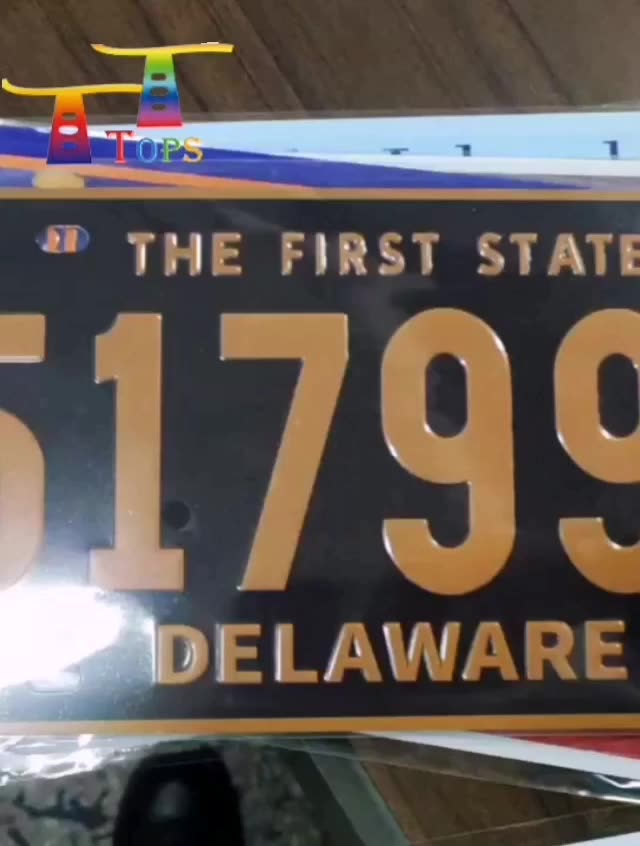 TOPS
THE FIRST STATE
51799
DELAWARE